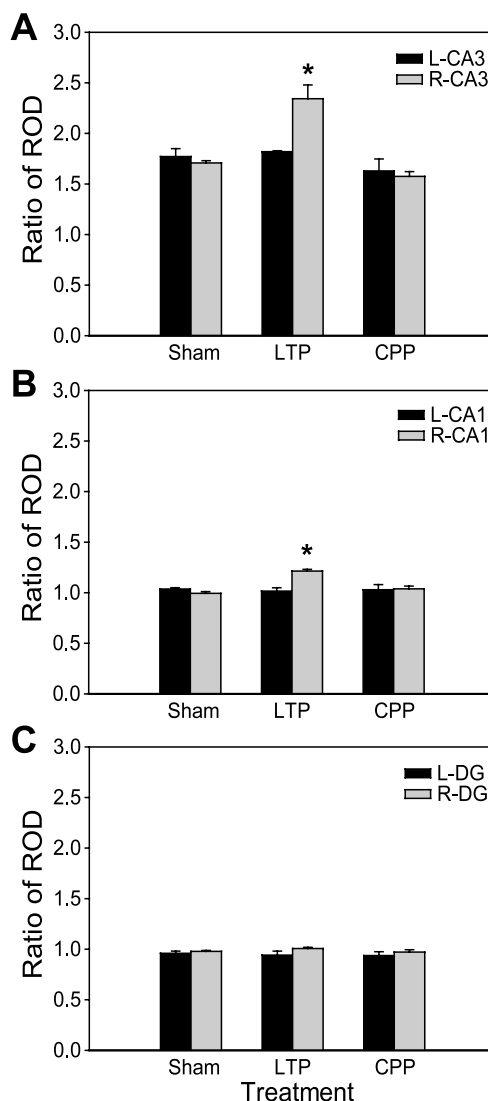 A
Ratio of ROD
3.0
2.5
2.0
1.5
1.0
0.5
0.0
L-CA3
R-CA3
*
Sham LTP CPP
B
Ratio of ROD
3.0
2.5
2.0
1.5
1.0
0.5
0.0
L-CA1
R-CA1
*
Sham LTP CPP
C
Ratio of ROD
3.0
2.5
2.0
1.5
1.0
0.5
0.0
L-DG
R-DG
Sham LTP CPP
Treatment